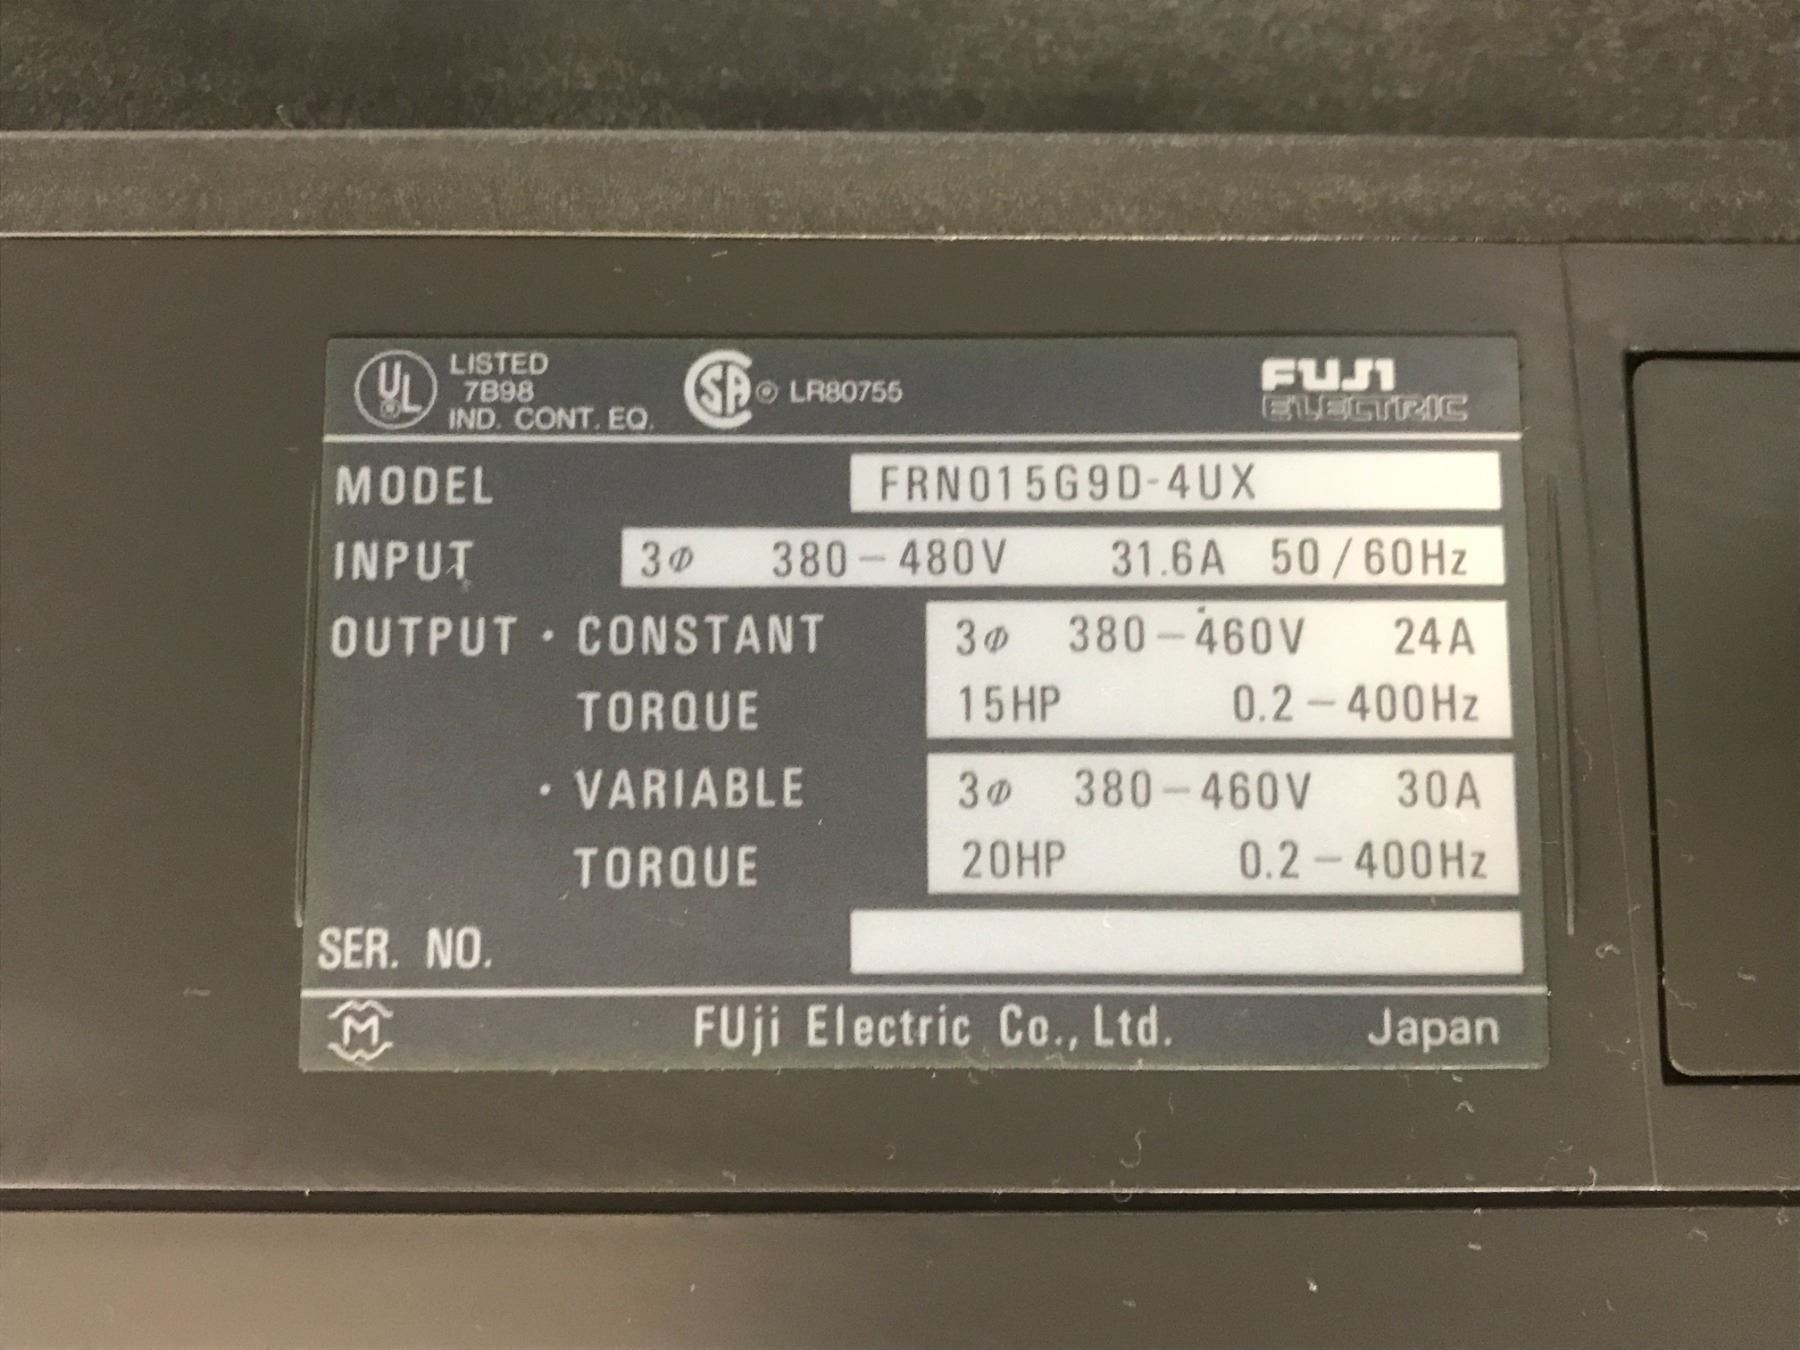 UL LISTED
7B98
IND. CONT. EQ.
SA ® LR80755
FUJI
ELECTRIC
MODEL FRN015G9D-4UX
INPUT 3Φ 380-480V 31.6A 50/60Hz
OUTPUT · CONSTANT 3Φ 380-460V 24A
TORQUE 15HP 0.2-400Hz
· VARIABLE 3Φ 380-460V 30A
TORQUE 20HP 0.2-400Hz
SER. NO.
M FUji Electric Co., Ltd. Japan